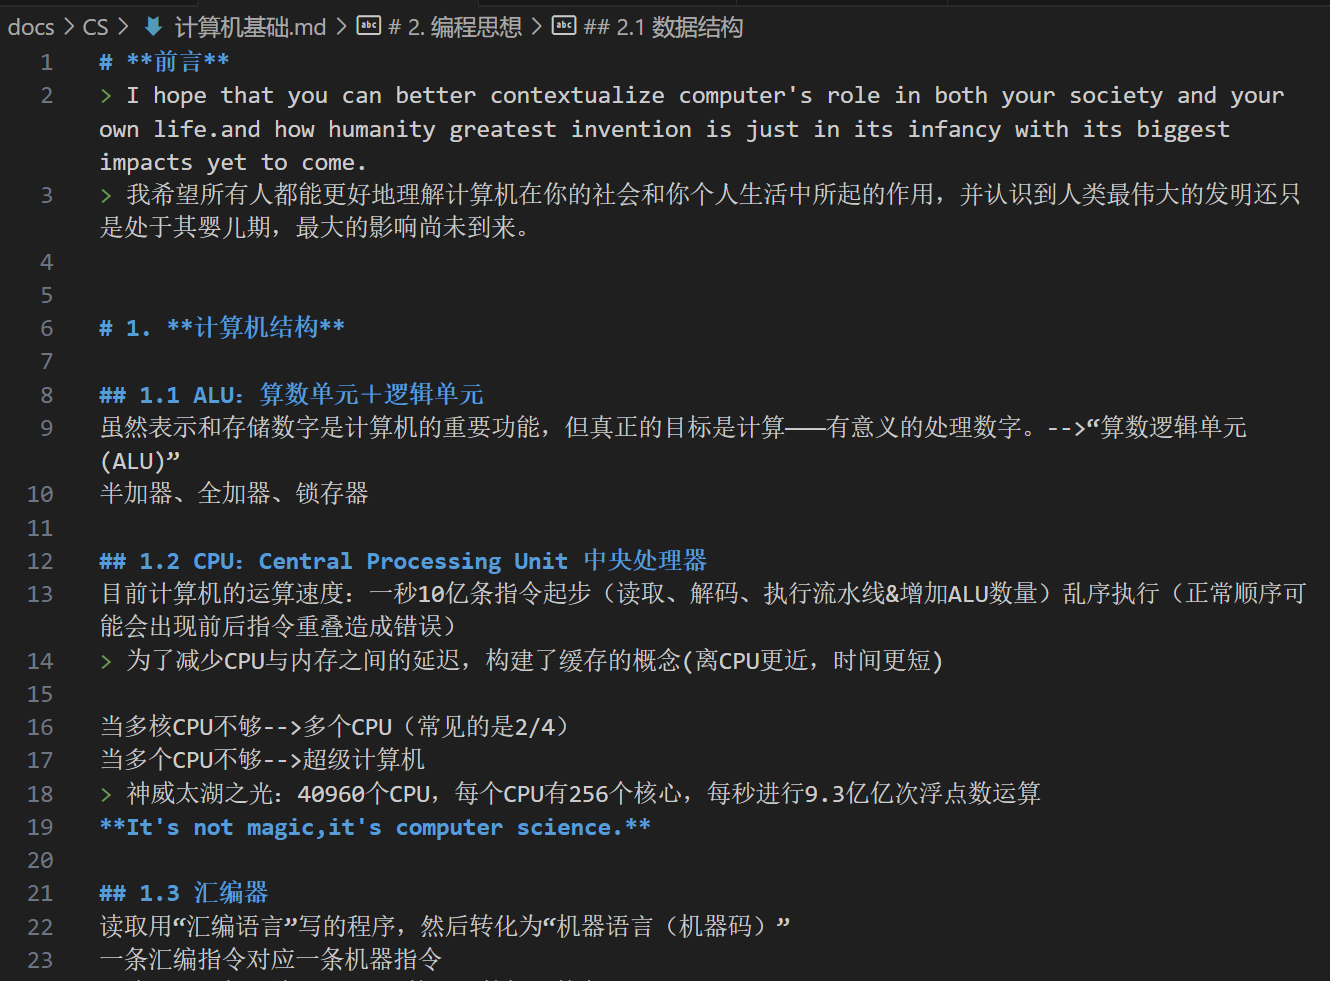 docs > CS > 计算机基础.md > # 2. 编程思想 > ## 2.1 数据结构
1 # **前言**
2 > I hope that you can better contextualize computer's role in both your society and your
own life.and how humanity greatest invention is just in its infancy with its biggest
impacts yet to come.
3 > 我希望所有人都能更好地理解计算机在你的社会和你个人生活中所起的作用，并认识到人类最伟大的发明还只
是处于其婴儿期，最大的影响尚未到来。
4
5
6 # 1. **计算机结构**
7
8 ## 1.1 ALU：算数单元＋逻辑单元
9 虽然表示和存储数字是计算机的重要功能，但真正的目标是计算——有意义的处理数字。-->“算数逻辑单元
(ALU)”
10 半加器、全加器、锁存器
11
12 ## 1.2 CPU：Central Processing Unit 中央处理器
13 目前计算机的运算速度：一秒10亿条指令起步（读取、解码、执行流水线&增加ALU数量）乱序执行（正常顺序可
能会出现前后指令重叠造成错误）
14 > 为了减少CPU与内存之间的延迟，构建了缓存的概念(离CPU更近，时间更短)
15
16 当多核CPU不够-->多个CPU（常见的是2/4）
17 当多个CPU不够-->超级计算机
18 > 神威太湖之光：40960个CPU，每个CPU有256个核心，每秒进行9.3亿亿次浮点数运算
19 **It's not magic,it's computer science.**
20
21 ## 1.3 汇编器
22 读取用“汇编语言”写的程序，然后转化为“机器语言（机器码）”
23 一条汇编指令对应一条机器指令